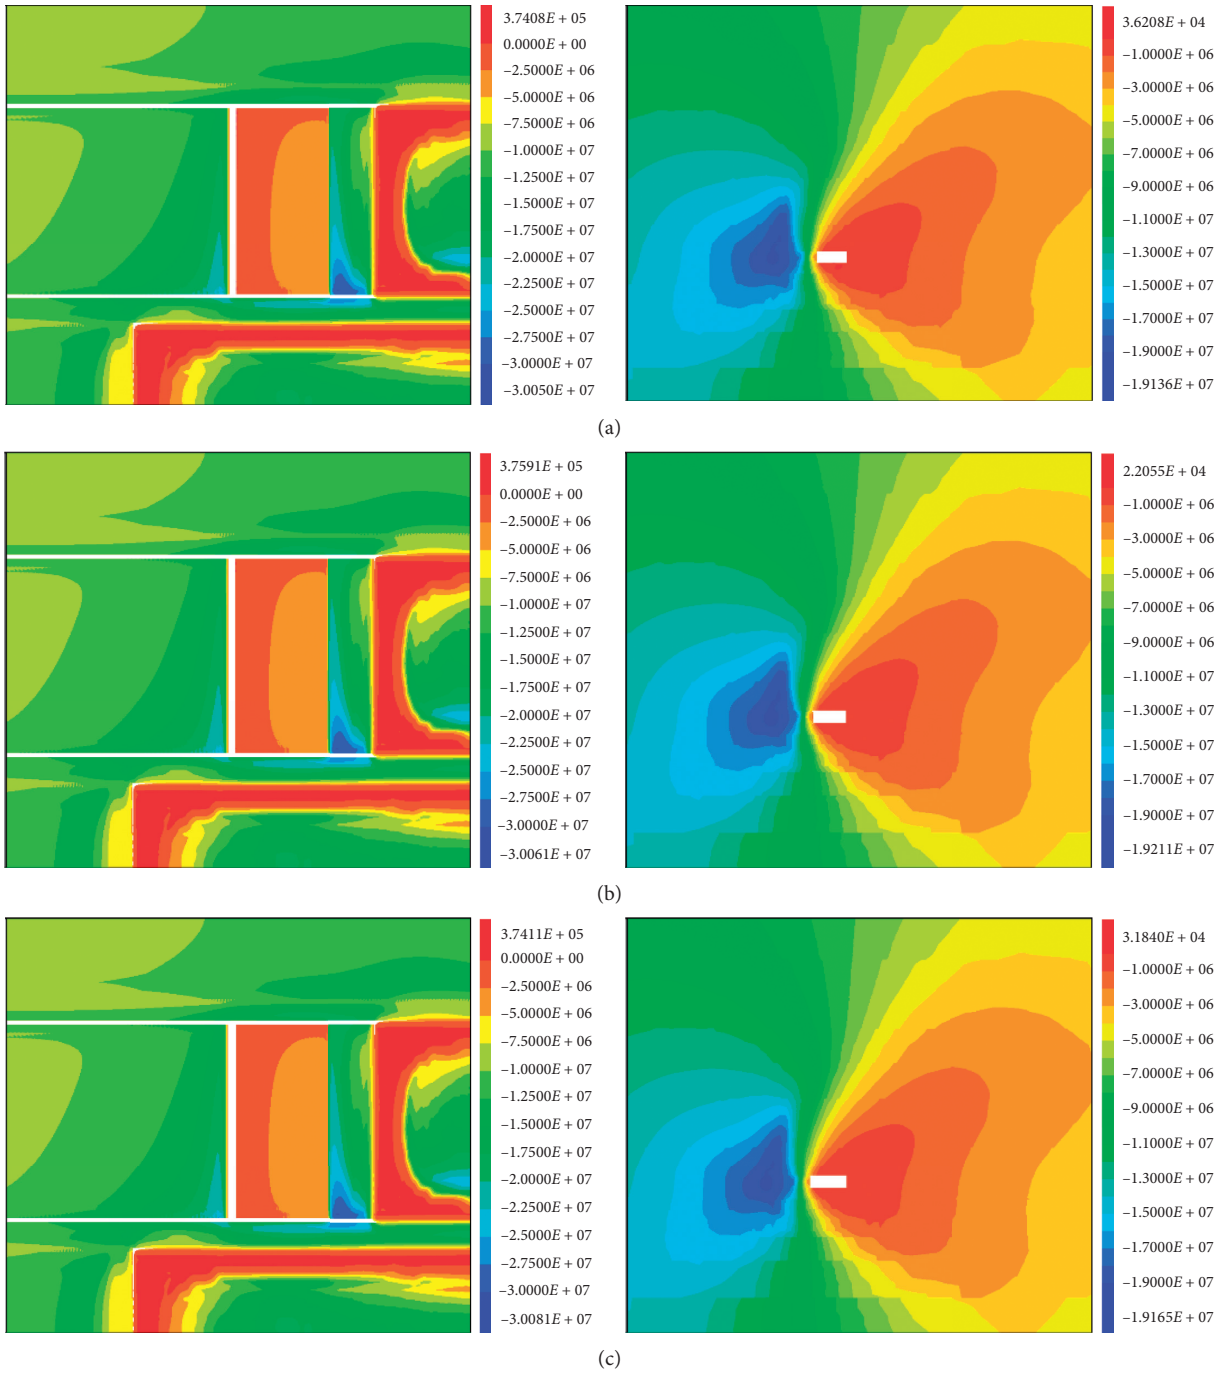 3.7408E + 05
0.0000E + 00
–2.5000E + 06
–5.0000E + 06
–7.5000E + 06
–1.0000E + 07
–1.2500E + 07
–1.5000E + 07
–1.7500E + 07
–2.0000E + 07
–2.2500E + 07
–2.5000E + 07
–2.7500E + 07
–3.0000E + 07
–3.0050E + 07
3.6208E + 04
–1.0000E + 06
–3.0000E + 06
–5.0000E + 06
–7.0000E + 06
–9.0000E + 06
–1.1000E + 07
–1.3000E + 07
–1.5000E + 07
–1.7000E + 07
–1.9000E + 07
–1.9136E + 07
(a)
3.7591E + 05
0.0000E + 00
–2.5000E + 06
–5.0000E + 06
–7.5000E + 06
–1.0000E + 07
–1.2500E + 07
–1.5000E + 07
–1.7500E + 07
–2.0000E + 07
–2.2500E + 07
–2.5000E + 07
–2.7500E + 07
–3.0000E + 07
–3.0061E + 07
2.2055E + 04
–1.0000E + 06
–3.0000E + 06
–5.0000E + 06
–7.0000E + 06
–9.0000E + 06
–1.1000E + 07
–1.3000E + 07
–1.5000E + 07
–1.7000E + 07
–1.9000E + 07
–1.9211E + 07
(b)
3.7411E + 05
0.0000E + 00
–2.5000E + 06
–5.0000E + 06
–7.5000E + 06
–1.0000E + 07
–1.2500E + 07
–1.5000E + 07
–1.7500E + 07
–2.0000E + 07
–2.2500E + 07
–2.5000E + 07
–2.7500E + 07
–3.0000E + 07
–3.0081E + 07
3.1840E + 04
–1.0000E + 06
–3.0000E + 06
–5.0000E + 06
–7.0000E + 06
–9.0000E + 06
–1.1000E + 07
–1.3000E + 07
–1.5000E + 07
–1.7000E + 07
–1.9000E + 07
–1.9165E + 07
(c)